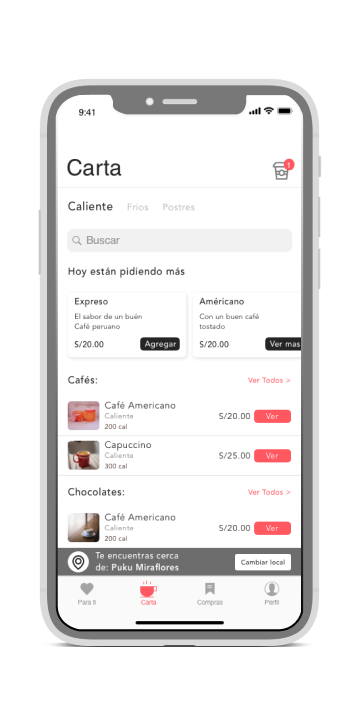 9:41
Carta
1
Caliente Frios Postres
Buscar
Hoy están pidiendo más
Expreso
El sabor de un buén
Café peruano
S/20.00 Agregar
Américano
Con un buen café
tostado
S/20.00 Ver mas
Cafés: Ver Todos >
Café Americano
Caliente
200 cal
S/20.00 Ver
Capuccino
Caliente
300 cal
S/25.00 Ver
Chocolates: Ver Todos >
Café Americano
Caliente
200 cal
S/20.00 Ver
Te encuentras cerca
de: Puku Miraflores
Cambiar local
Para ti Carta Compras Perfil